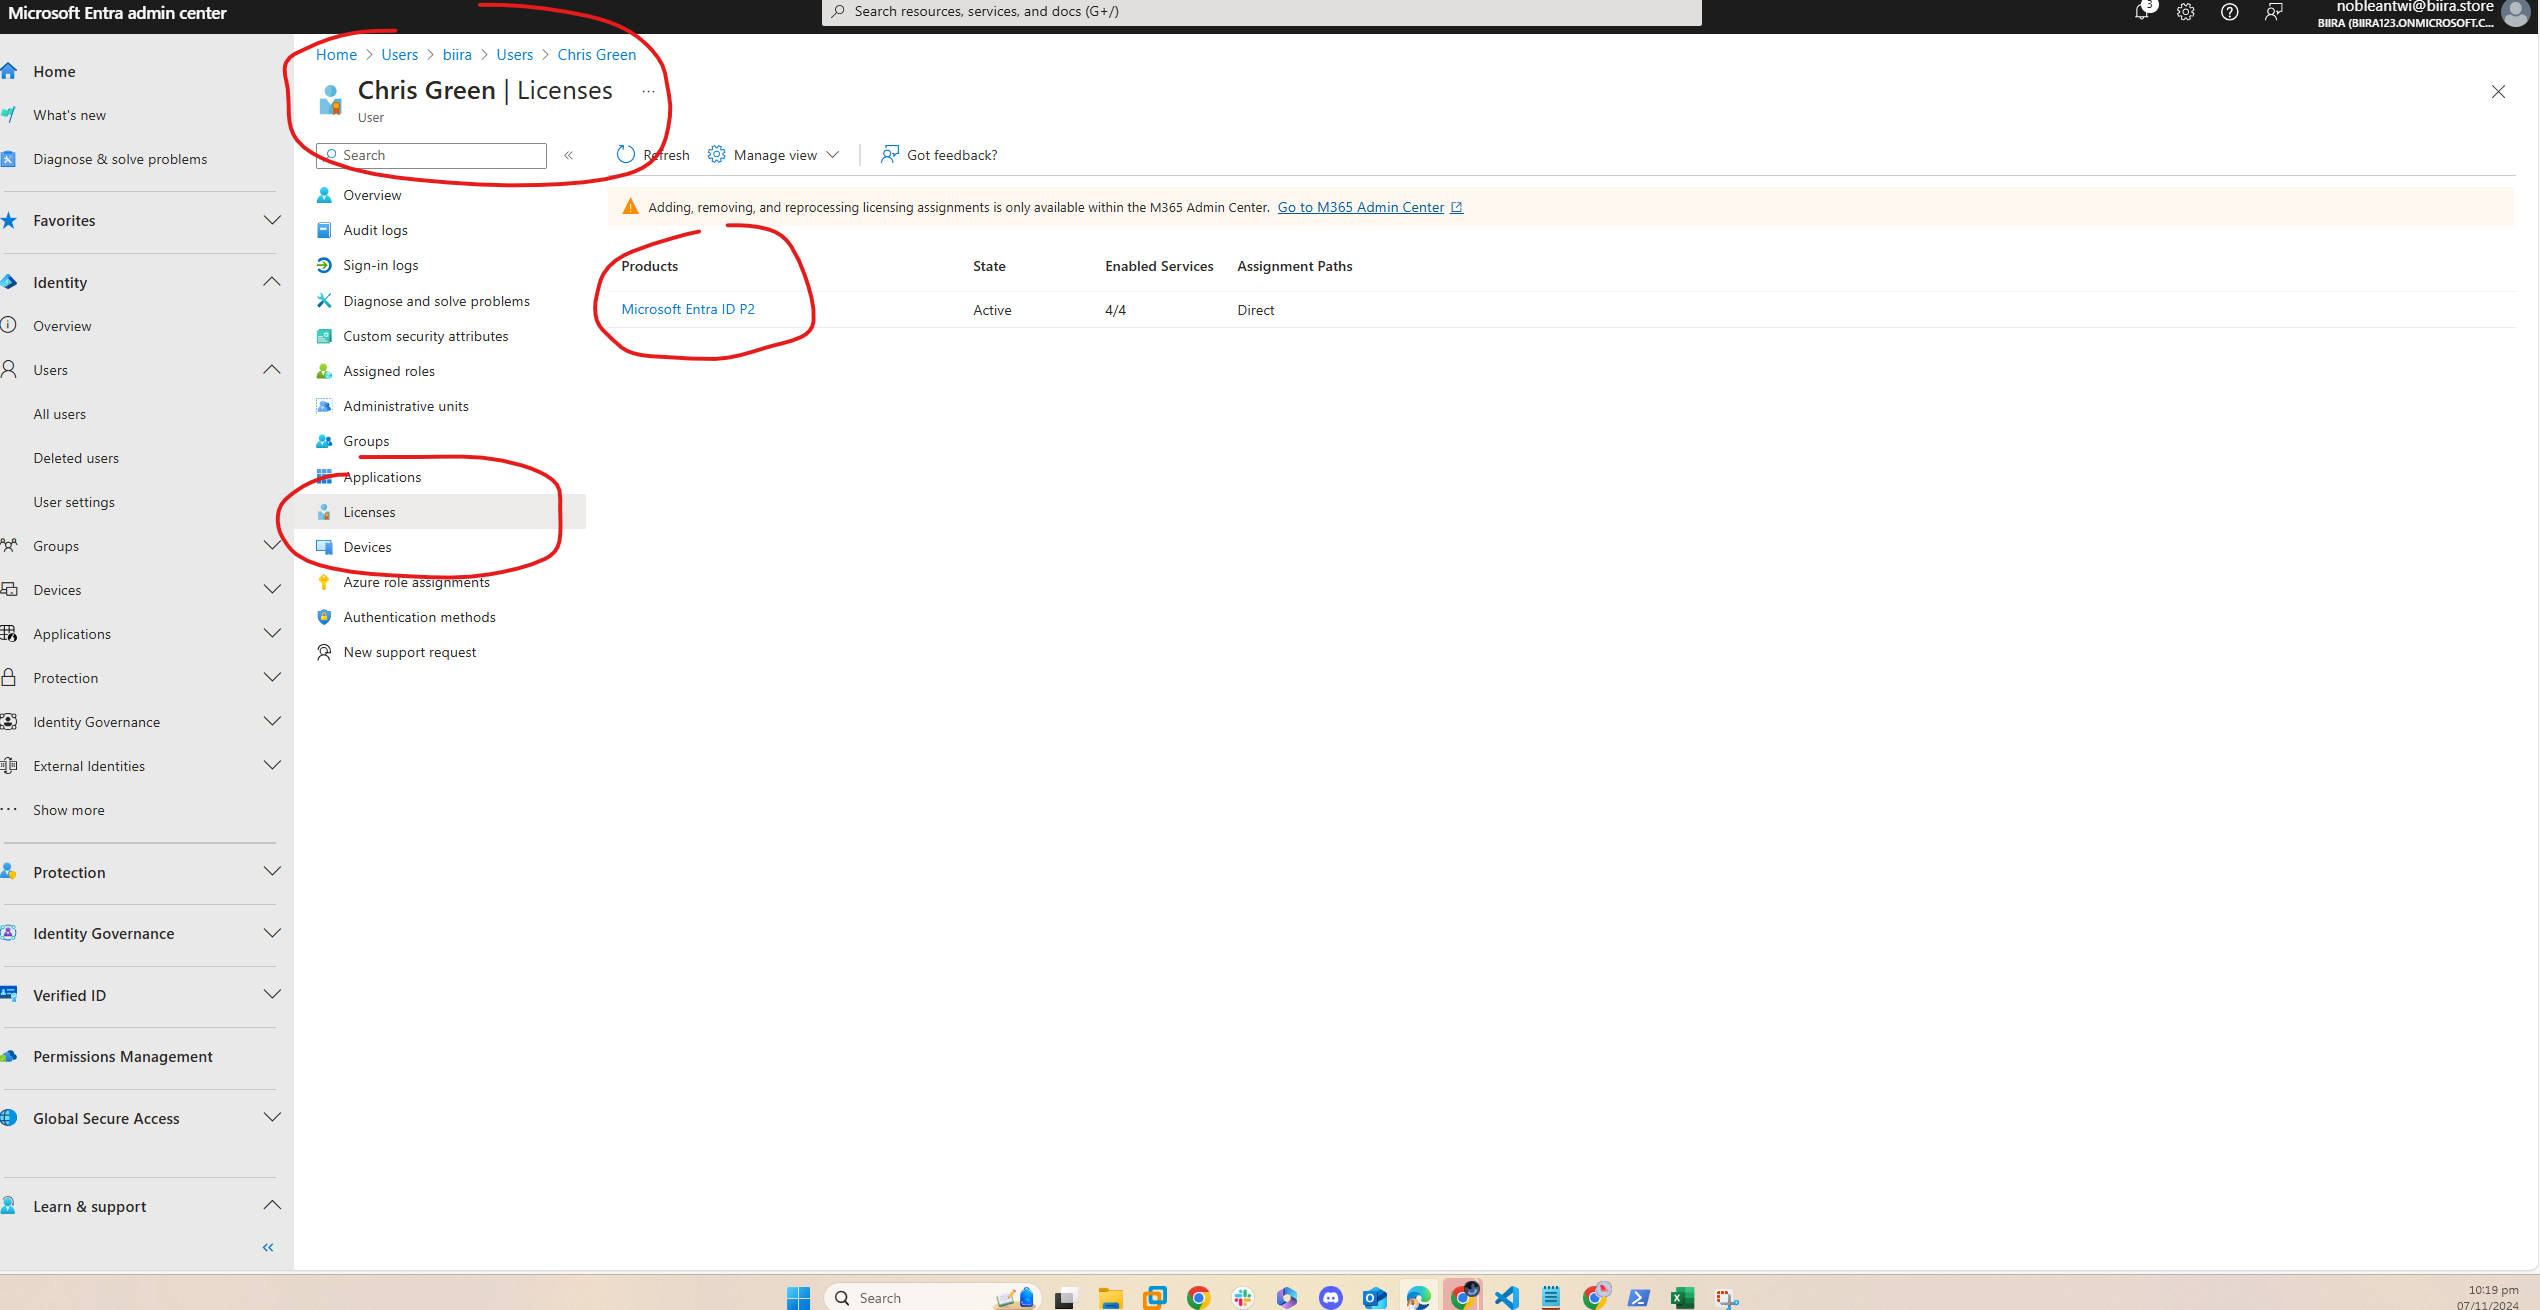 Microsoft Entra admin center
Search resources, services, and docs (G+/)
3
nobleantwi@biira.store
BIIRA (BIIRA123.ONMICROSOFT.C...
Home
What's new
Diagnose & solve problems
Favorites
Identity
Overview
Users
All users
Deleted users
User settings
Groups
Devices
Applications
Protection
Identity Governance
External Identities
Show more
Protection
Identity Governance
Verified ID
Permissions Management
Global Secure Access
Learn & support
Home > Users > biira > Users > Chris Green
Chris Green | Licenses ...
User
Search
Overview
Audit logs
Sign-in logs
Diagnose and solve problems
Custom security attributes
Assigned roles
Administrative units
Groups
Applications
Licenses
Devices
Azure role assignments
Authentication methods
New support request
Refresh Manage view Got feedback?
Adding, removing, and reprocessing licensing assignments is only available within the M365 Admin Center. Go to M365 Admin Center
Products State Enabled Services Assignment Paths
Microsoft Entra ID P2 Active 4/4 Direct
Search
10:19 pm
07/11/2024